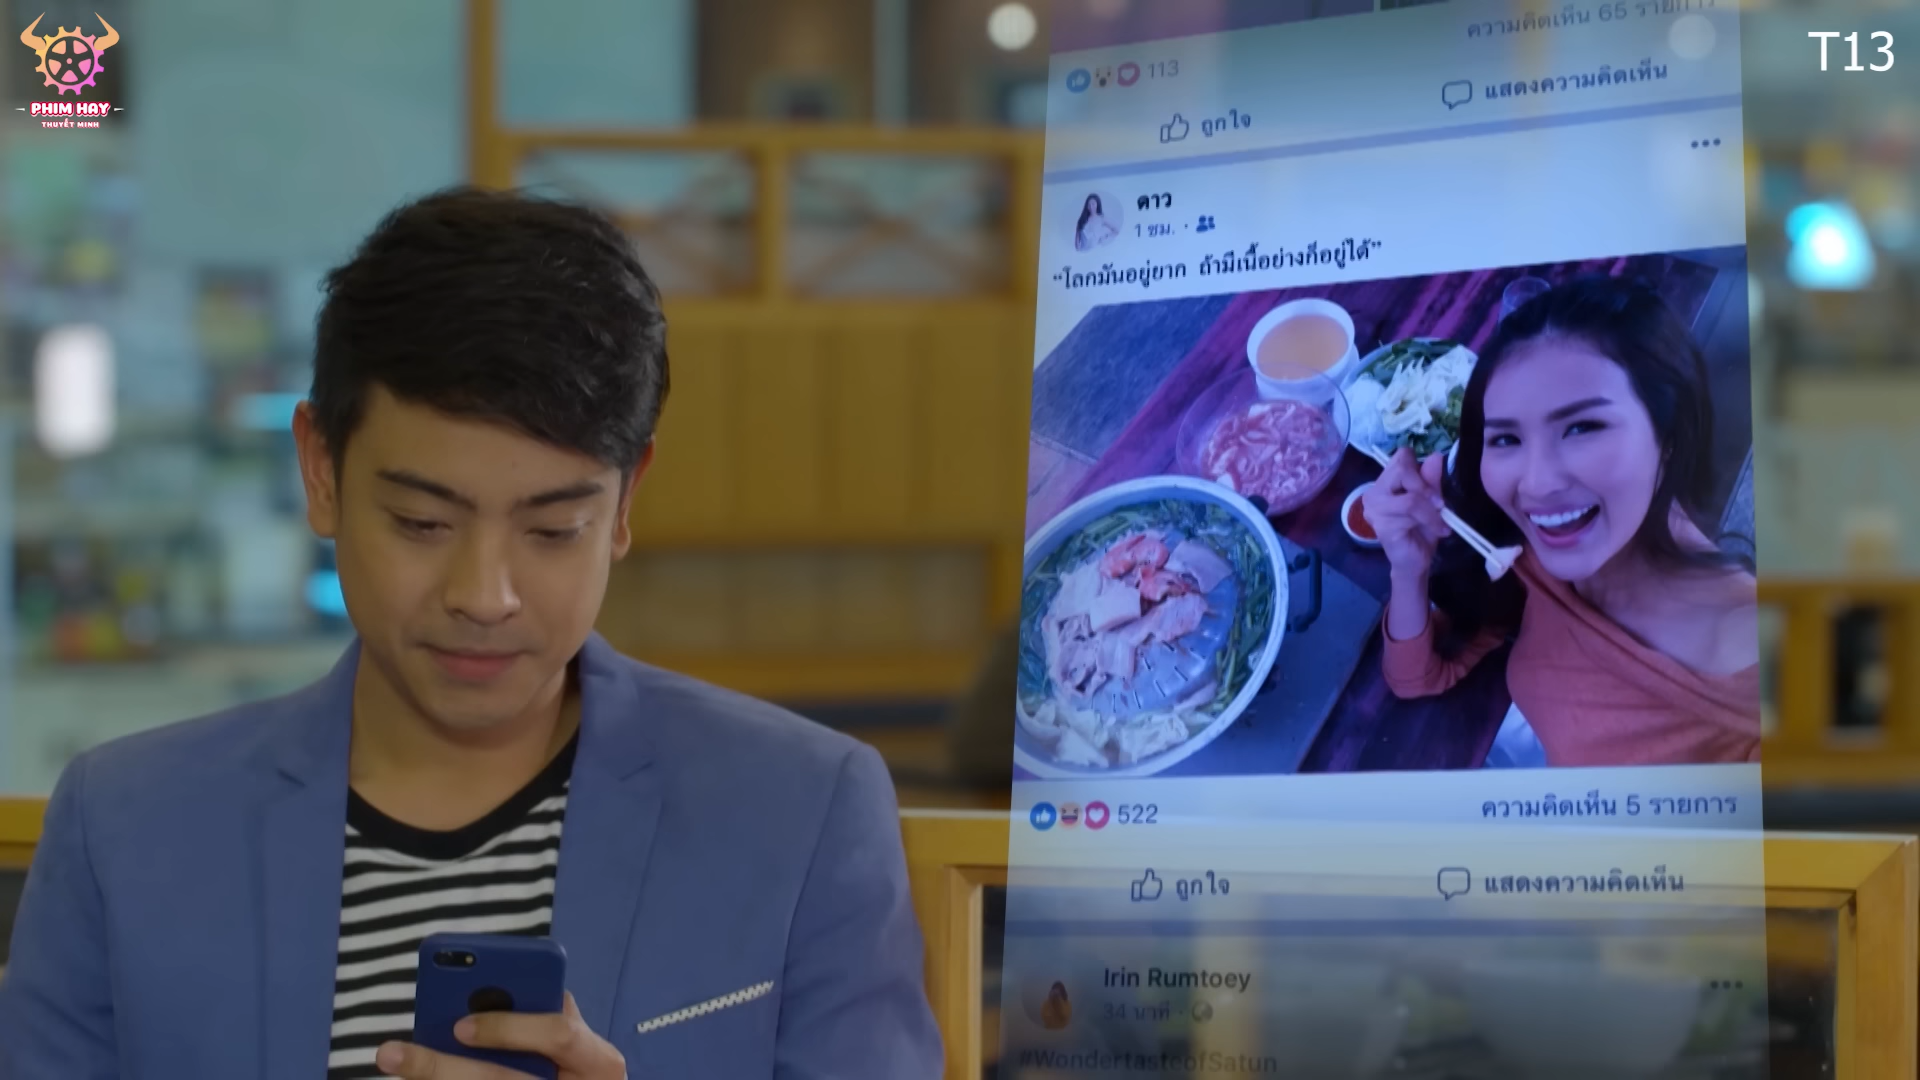 PHIM HAY
THUYẾT MINH
T13
ความคิดเห็น 65 รายการ
113
ถูกใจ
แสดงความคิดเห็น
ดาว
1 ชม. ·
“โลกมันอยู่ยาก ถ้ามีเนื้อย่างก็อยู่ได้”
522
ความคิดเห็น 5 รายการ
ถูกใจ
แสดงความคิดเห็น
Irin Rumtoey
34 นาที ·
#WondertasteofSatun